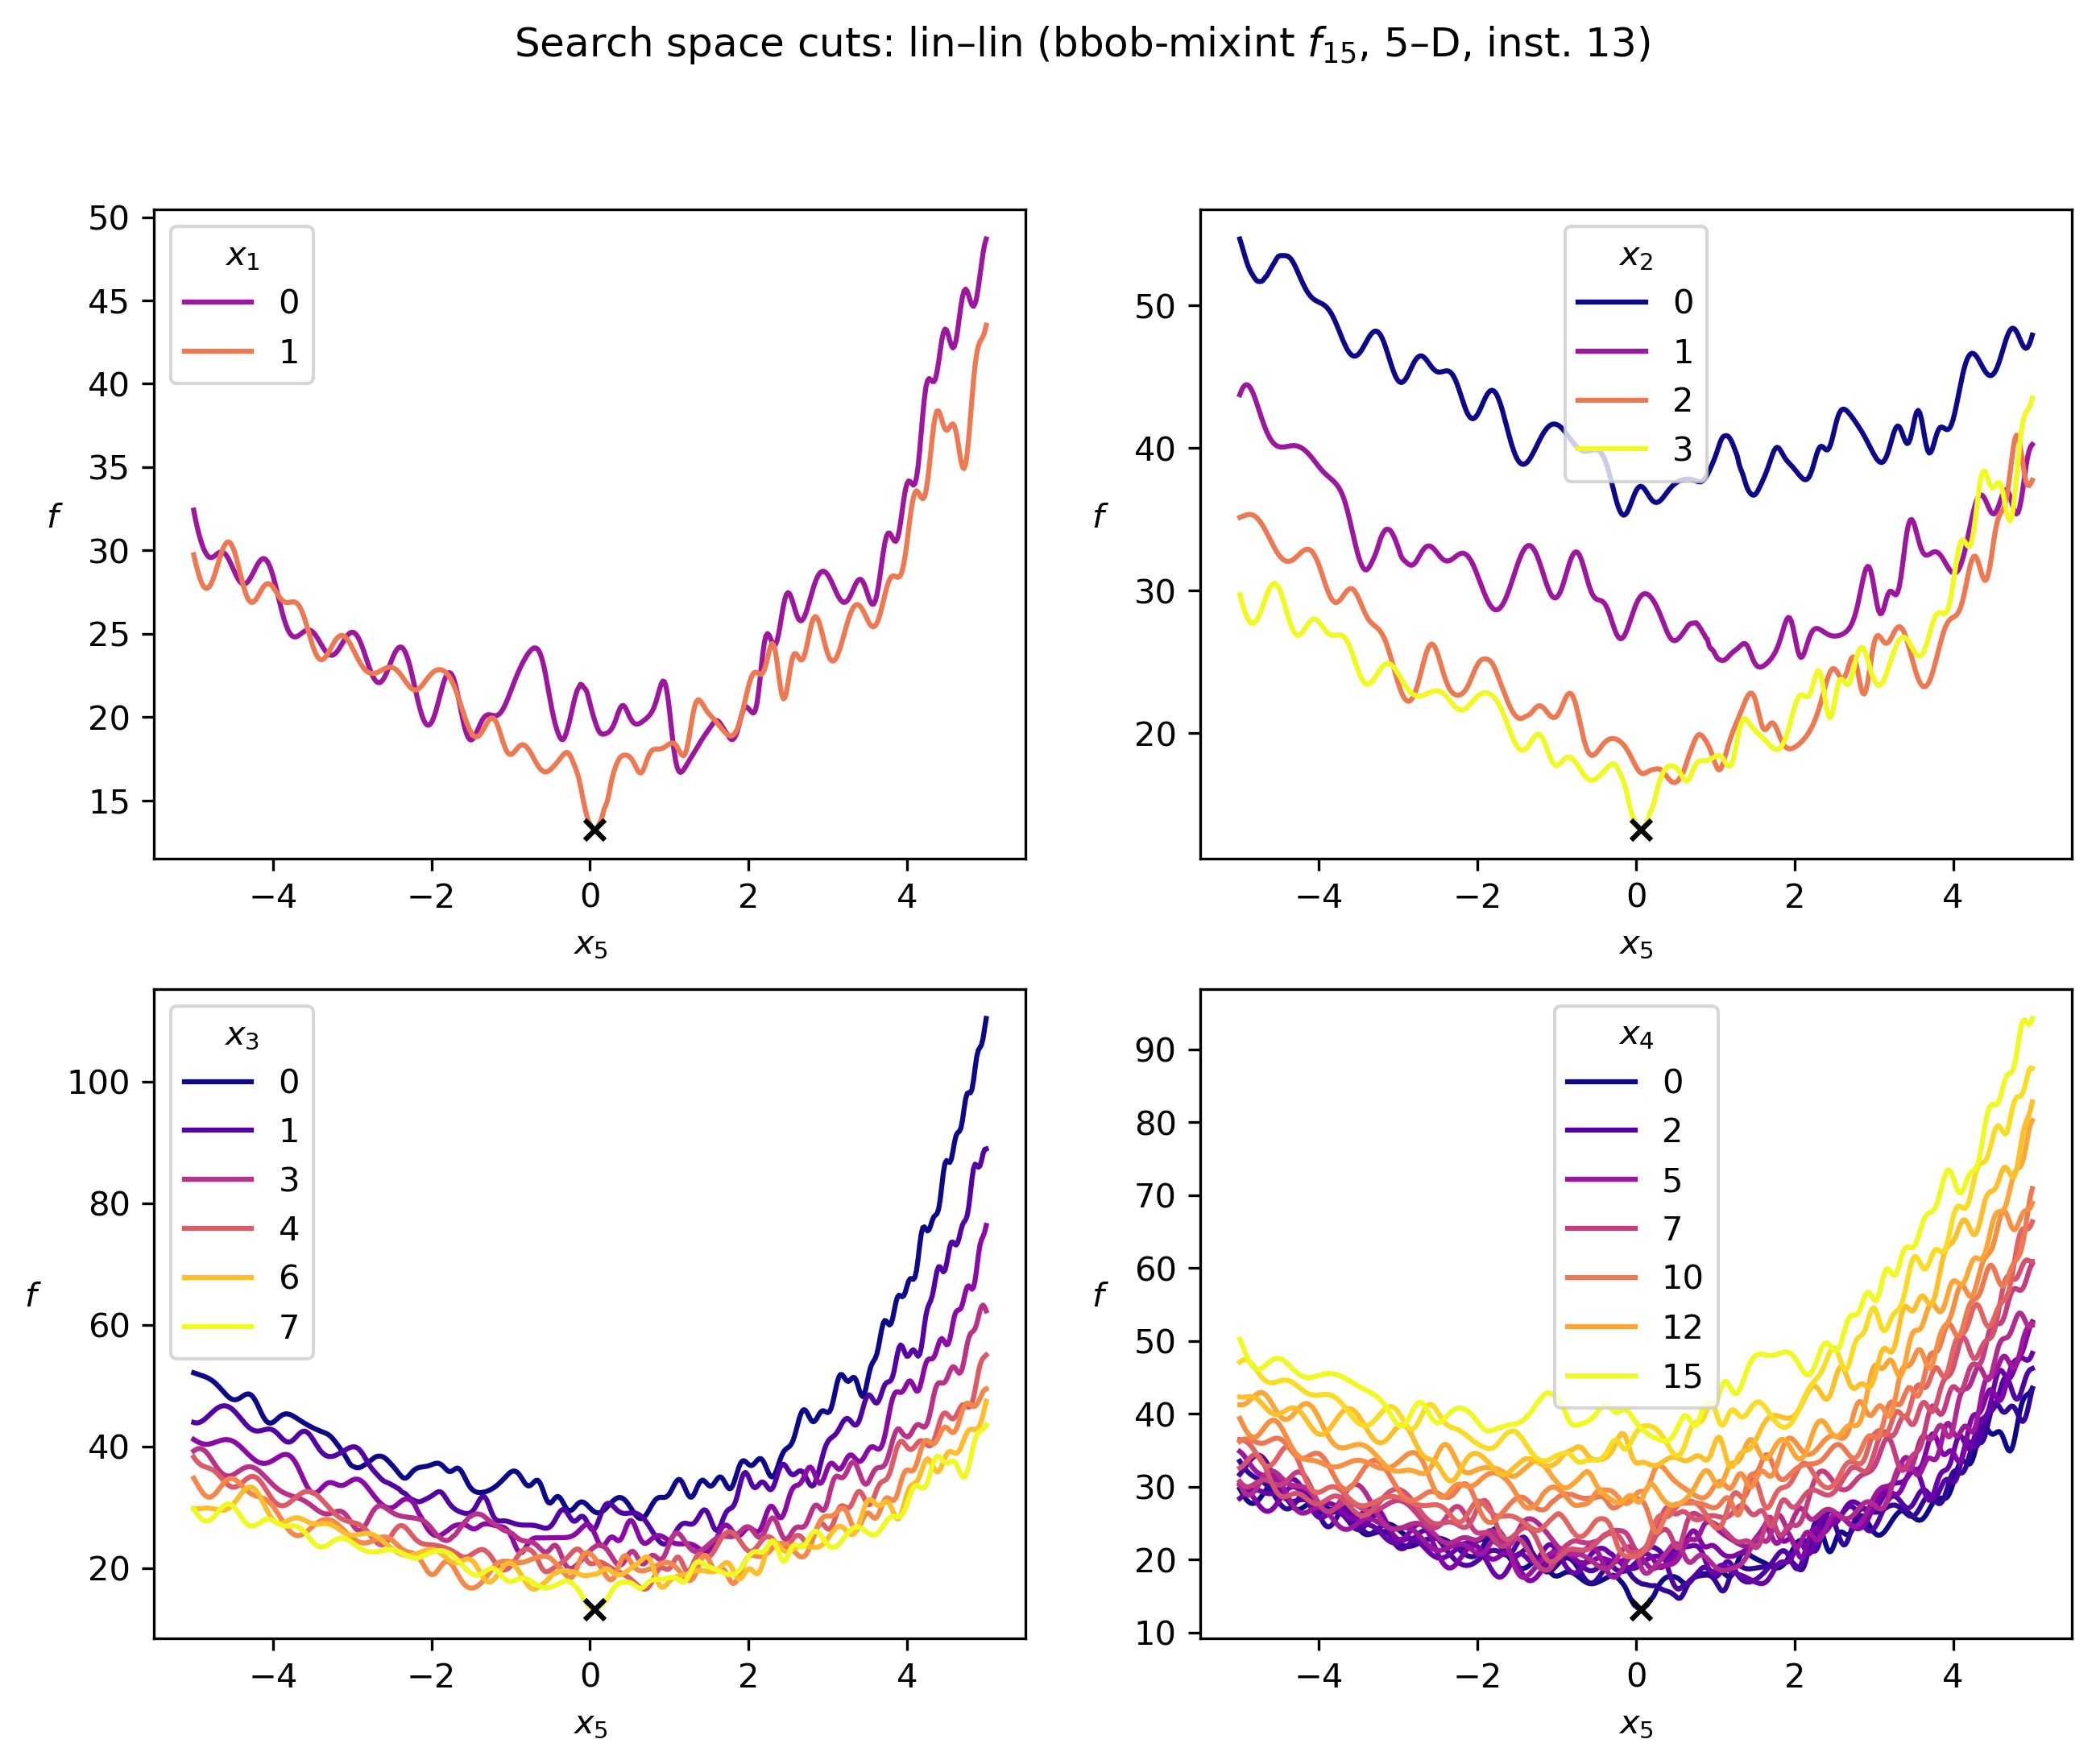 Search space cuts: lin–lin (bbob-mixint f₁₅, 5–D, inst. 13)
x₁
0
1
50
45
40
35
30
25
20
15
f
−4 −2 0 2 4
x₅
x₂
0
1
2
3
50
40
30
20
f
−4 −2 0 2 4
x₅
x₃
0
1
3
4
6
7
100
80
60
40
20
f
−4 −2 0 2 4
x₅
x₄
0
2
5
7
10
12
15
90
80
70
60
50
40
30
20
10
f
−4 −2 0 2 4
x₅